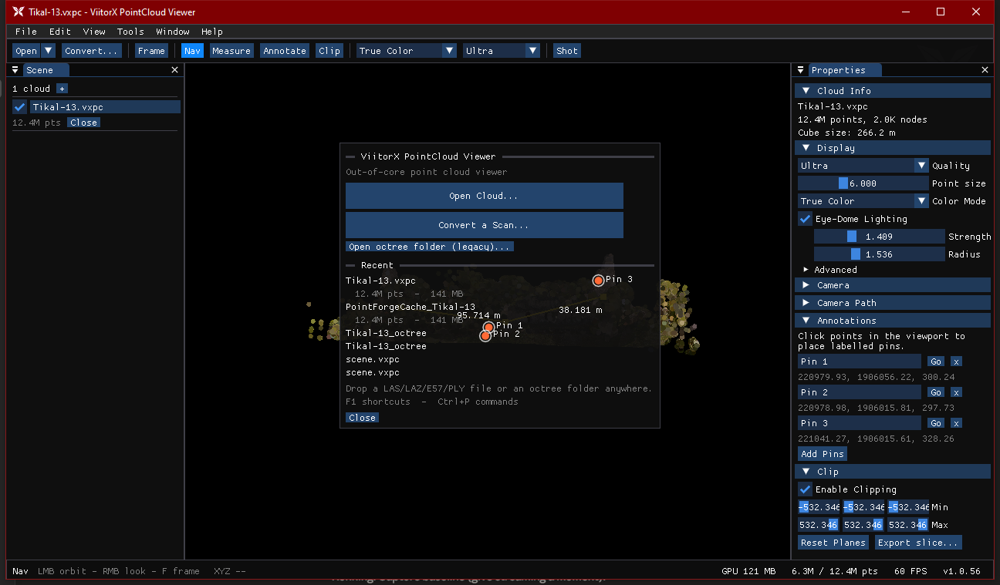 Tikal-13.vxpc - ViitorX PointCloud Viewer
File Edit View Tools Window Help
Open Convert... Frame Nav Measure Annotate Clip True Color Ultra Shot
Scene
1 cloud +
Tikal-13.vxpc
12.4M pts Close
ViitorX PointCloud Viewer
Out-of-core point cloud viewer
Open Cloud...
Convert a Scan...
Open octree folder (legacy)...
Recent
Tikal-13.vxpc
12.4M pts - 141 MB
PointForgeCache_Tikal-13
12.4M pts - 141 MB
Tikal-13_octree
Tikal-13_octree
scene.vxpc
scene.vxpc
Drop a LAS/LAZ/E57/PLY file or an octree folder anywhere.
F1 shortcuts - Ctrl+P commands
Close
Pin 3
38.181 m
95.714 m
Pin 1
Pin 2
Properties
Cloud Info
Tikal-13.vxpc
12.4M points, 2.0K nodes
Cube size: 266.2 m
Display
Ultra Quality
6.000 Point size
True Color Color Mode
Eye-Dome Lighting
1.409 Strength
1.536 Radius
Advanced
Camera
Camera Path
Annotations
Click points in the viewport to
place labelled pins.
Pin 1 Go x
220979.93, 1906056.22, 300.24
Pin 2 Go x
220978.98, 1906015.81, 297.73
Pin 3 Go x
221041.27, 1906015.61, 328.26
Add Pins
Clip
Enable Clipping
-532.346 -532.346 -532.346 Min
532.346 532.346 532.346 Max
Reset Planes Export slice...
Nav LMB orbit - RMB look - F frame XYZ -- GPU 121 MB 6.3M / 12.4M pts 60 FPS v1.0.56